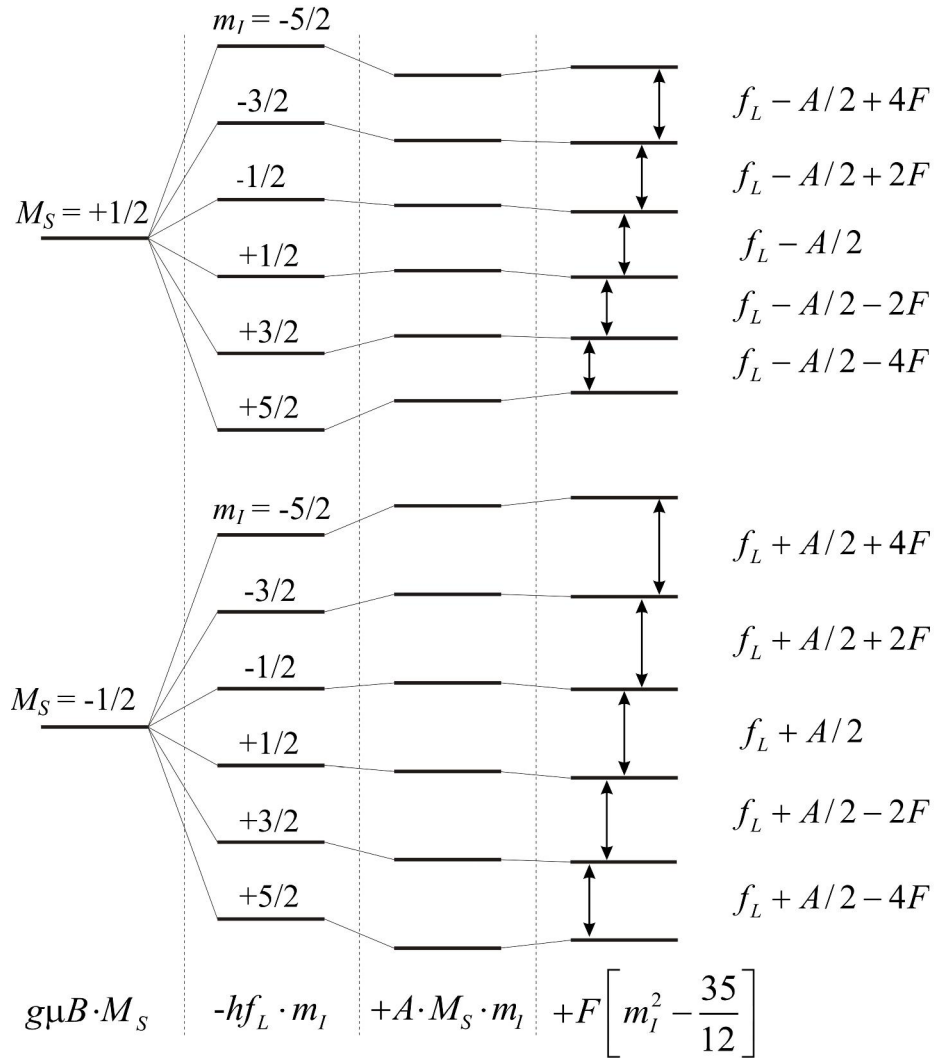 m_I = -5/2
f_L − A/2 + 4F
-3/2
f_L − A/2 + 2F
-1/2
M_S = +1/2
f_L − A/2
+1/2
f_L − A/2 − 2F
+3/2
f_L − A/2 − 4F
+5/2
m_I = -5/2
f_L + A/2 + 4F
-3/2
f_L + A/2 + 2F
-1/2
M_S = -1/2
f_L + A/2
+1/2
f_L + A/2 − 2F
+3/2
f_L + A/2 − 4F
+5/2
gμB·M_S -hf_L·m_I +A·M_S·m_I +F[m_I^2 − 35/12]